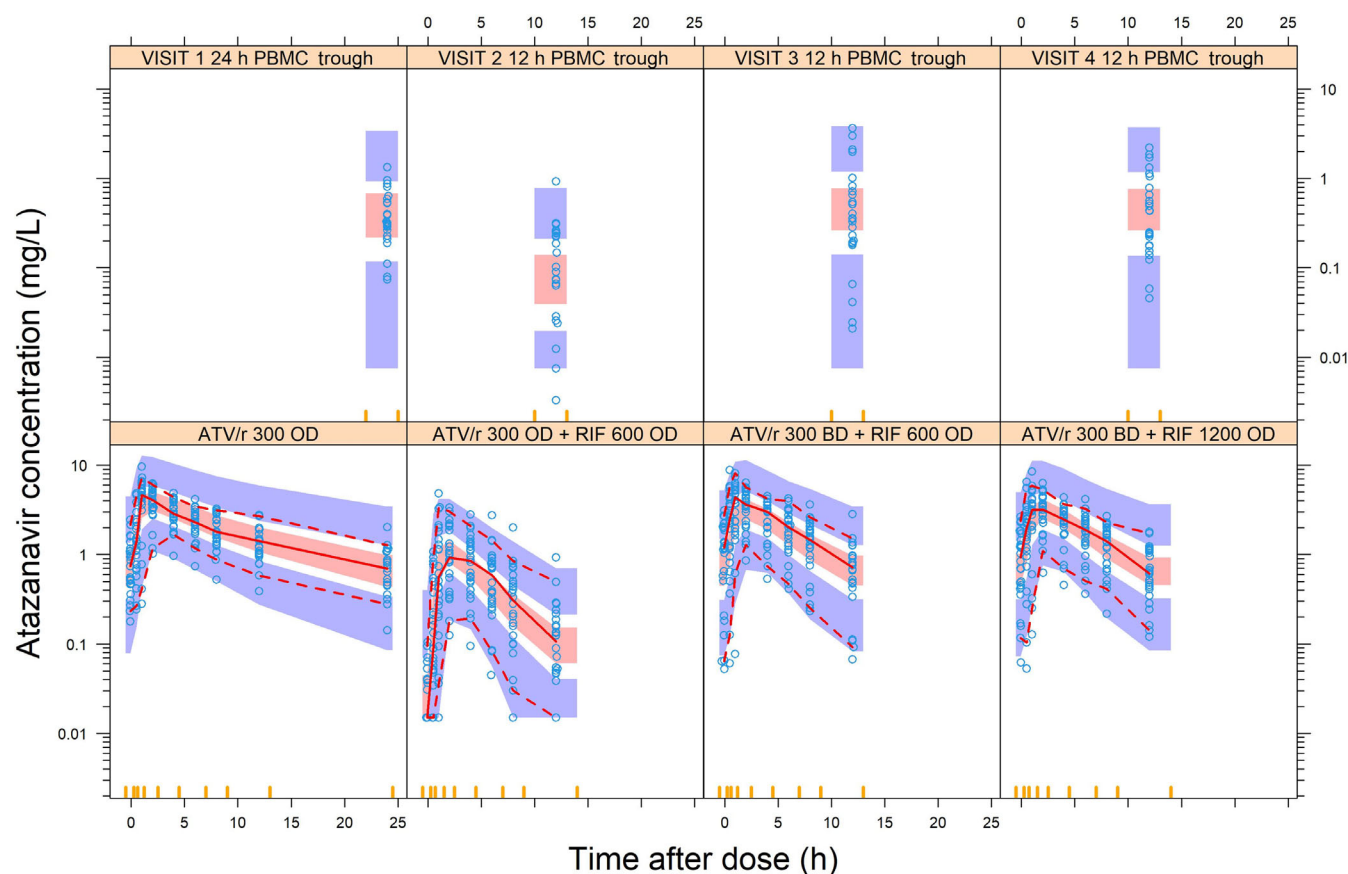 0 5 10 15 20 25 0 5 10 15 20 25
VISIT 1 24 h PBMC trough
VISIT 2 12 h PBMC trough
VISIT 3 12 h PBMC trough
VISIT 4 12 h PBMC trough
10
1
0.1
0.01
Atazanavir concentration (mg/L)
ATV/r 300 OD
ATV/r 300 OD + RIF 600 OD
ATV/r 300 BD + RIF 600 OD
ATV/r 300 BD + RIF 1200 OD
10
1
0.1
0.01
0 5 10 15 20 25 0 5 10 15 20 25
Time after dose (h)